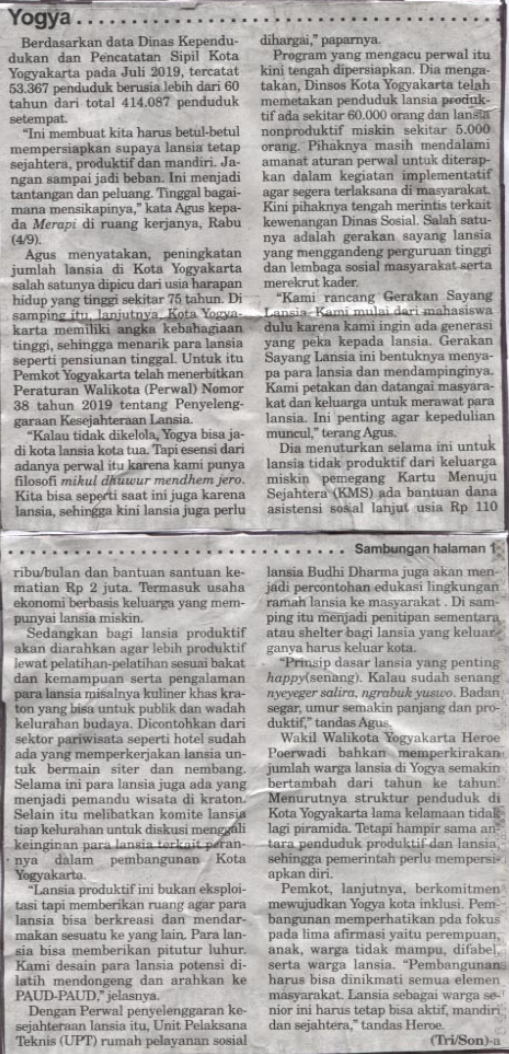 Yogya
Berdasarkan data Dinas Kependu-
dukan dan Pencatatan Sipil Kota
Yogyakarta pada Juli 2019, tercatat
53.367 penduduk berusia lebih dari 60
tahun dari total 414.087 penduduk
setempat.
"Ini membuat kita harus betul-betul
mempersiapkan supaya lansia tetap
sejahtera, produktif dan mandiri. Ja-
ngan sampai jadi beban. Ini menjadi
tantangan dan peluang. Tinggal bagai-
mana mensikapinya," kata Agus kepa-
da Merapi di ruang kerjanya, Rabu
(4/9).
Agus menyatakan, peningkatan
jumlah lansia di Kota Yogyakarta
salah satunya dipicu dari usia harapan
hidup yang tinggi sekitar 75 tahun. Di
samping itu, lanjutnya, Kota Yogya-
karta memiliki angka kebahagiaan
tinggi, sehingga menarik para lansia
seperti pensiunan tinggal. Untuk itu
Pemkot Yogyakarta telah menerbitkan
Peraturan Walikota (Perwal) Nomor
38 tahun 2019 tentang Penyeleng-
garaan Kesejahteraan Lansia.
"Kalau tidak dikelola, Yogya bisa ja-
di kota lansia kota tua. Tapi esensi dari
adanya perwal itu karena kami punya
filosofi mikul dhuwur mendhem jero.
Kita bisa seperti saat ini juga karena
lansia, sehingga kini lansia juga perlu
dihargai," paparnya.
Program yang mengacu perwal itu
kini tengah dipersiapkan. Dia menga-
takan, Dinsos Kota Yogyakarta telah
memetakan penduduk lansia produk-
tif ada sekitar 60.000 orang dan lansia
nonproduktif miskin sekitar 5.000
orang. Pihaknya masih mendalami
amanat aturan perwal untuk diterap-
kan dalam kegiatan implementatif
agar segera terlaksana di masyarakat.
Kini pihaknya tengah merintis terkait
kewenangan Dinas Sosial. Salah satu-
nya adalah gerakan sayang lansia
yang menggandeng perguruan tinggi
dan lembaga sosial masyarakat serta
merekrut kader.
"Kami rancang Gerakan Sayang
Lansia. Kami mulai dari mahasiswa
dulu karena kami ingin ada generasi
yang peka kepada lansia. Gerakan
Sayang Lansia ini bentuknya menya-
pa para lansia dan mendampinginya.
Kami petakan dan datangai masyara-
kat dan keluarga untuk merawat para
lansia. Ini penting agar kepedulian
muncul," terang Agus.
Dia menuturkan selama ini untuk
lansia tidak produktif dari keluarga
miskin pemegang Kartu Menuju
Sejahtera (KMS) ada bantuan dana
asistensi sosial lanjut usia Rp 110
Sambungan halaman 1
ribu/bulan dan bantuan santuan ke-
matian Rp 2 juta. Termasuk usaha
ekonomi berbasis keluarga yang mem-
punyai lansia miskin.
Sedangkan bagi lansia produktif
akan diarahkan agar lebih produktif
lewat pelatihan-pelatihan sesuai bakat
dan kemampuan serta pengalaman
para lansia misalnya kuliner khas kra-
ton yang bisa untuk publik dan wadah
kelurahan budaya. Dicontohkan dari
sektor pariwisata seperti hotel sudah
ada yang memperkerjakan lansia un-
tuk bermain siter dan nembang.
Selama ini para lansia juga ada yang
menjadi pemandu wisata di kraton.
Selain itu melibatkan komite lansia
tiap kelurahan untuk diskusi menggali
keinginan para lansia terkait peran-
nya dalam pembangunan Kota
Yogyakarta.
"Lansia produktif ini bukan eksploi-
tasi tapi memberikan ruang agar para
lansia bisa berkreasi dan mendar-
makan sesuatu ke yang lain. Para lan-
sia bisa memberikan pitutur luhur.
Kami desain para lansia potensi di-
latih mendongeng dan arahkan ke
PAUD-PAUD," jelasnya.
Dengan Perwal penyelenggaran ke-
sejahteraan lansia itu, Unit Pelaksana
Teknis (UPT) rumah pelayanan sosial
lansia Budhi Dharma juga akan men-
jadi percontohan edukasi lingkungan
ramah lansia ke masyarakat . Di sam-
ping itu menjadi penitipan sementara
atau shelter bagi lansia yang keluar-
ganya harus keluar kota.
"Prinsip dasar lansia yang penting
happy(senang). Kalau sudah senang
nyegeger salira, ngrabuk yuswo. Badan
segar, umur semakin panjang dan pro-
duktif," tandas Agus.
Wakil Walikota Yogyakarta Heroe
Poerwadi bahkan memperkirakan
jumlah warga lansia di Yogya semakin
bertambah dari tahun ke tahun.
Menurutnya struktur penduduk di
Kota Yogyakarta lama kelamaan tidak
lagi piramida. Tetapi hampir sama an-
tara penduduk produktif dan lansia,
sehingga pemerintah perlu mempersi-
apkan diri.
Pemkot, lanjutnya, berkomitmen
mewujudkan Yogya kota inklusi. Pem-
bangunan memperhatikan pda fokus
pada lima afirmasi yaitu perempuan,
anak, warga tidak mampu, difabel,
serta warga lansia. "Pembangunan
harus bisa dinikmati semua elemen
masyarakat. Lansia sebagai warga se-
nior ini harus tetap bisa aktif, mandiri
dan sejahtera," tandas Heroe.
(Tri/Son)-a